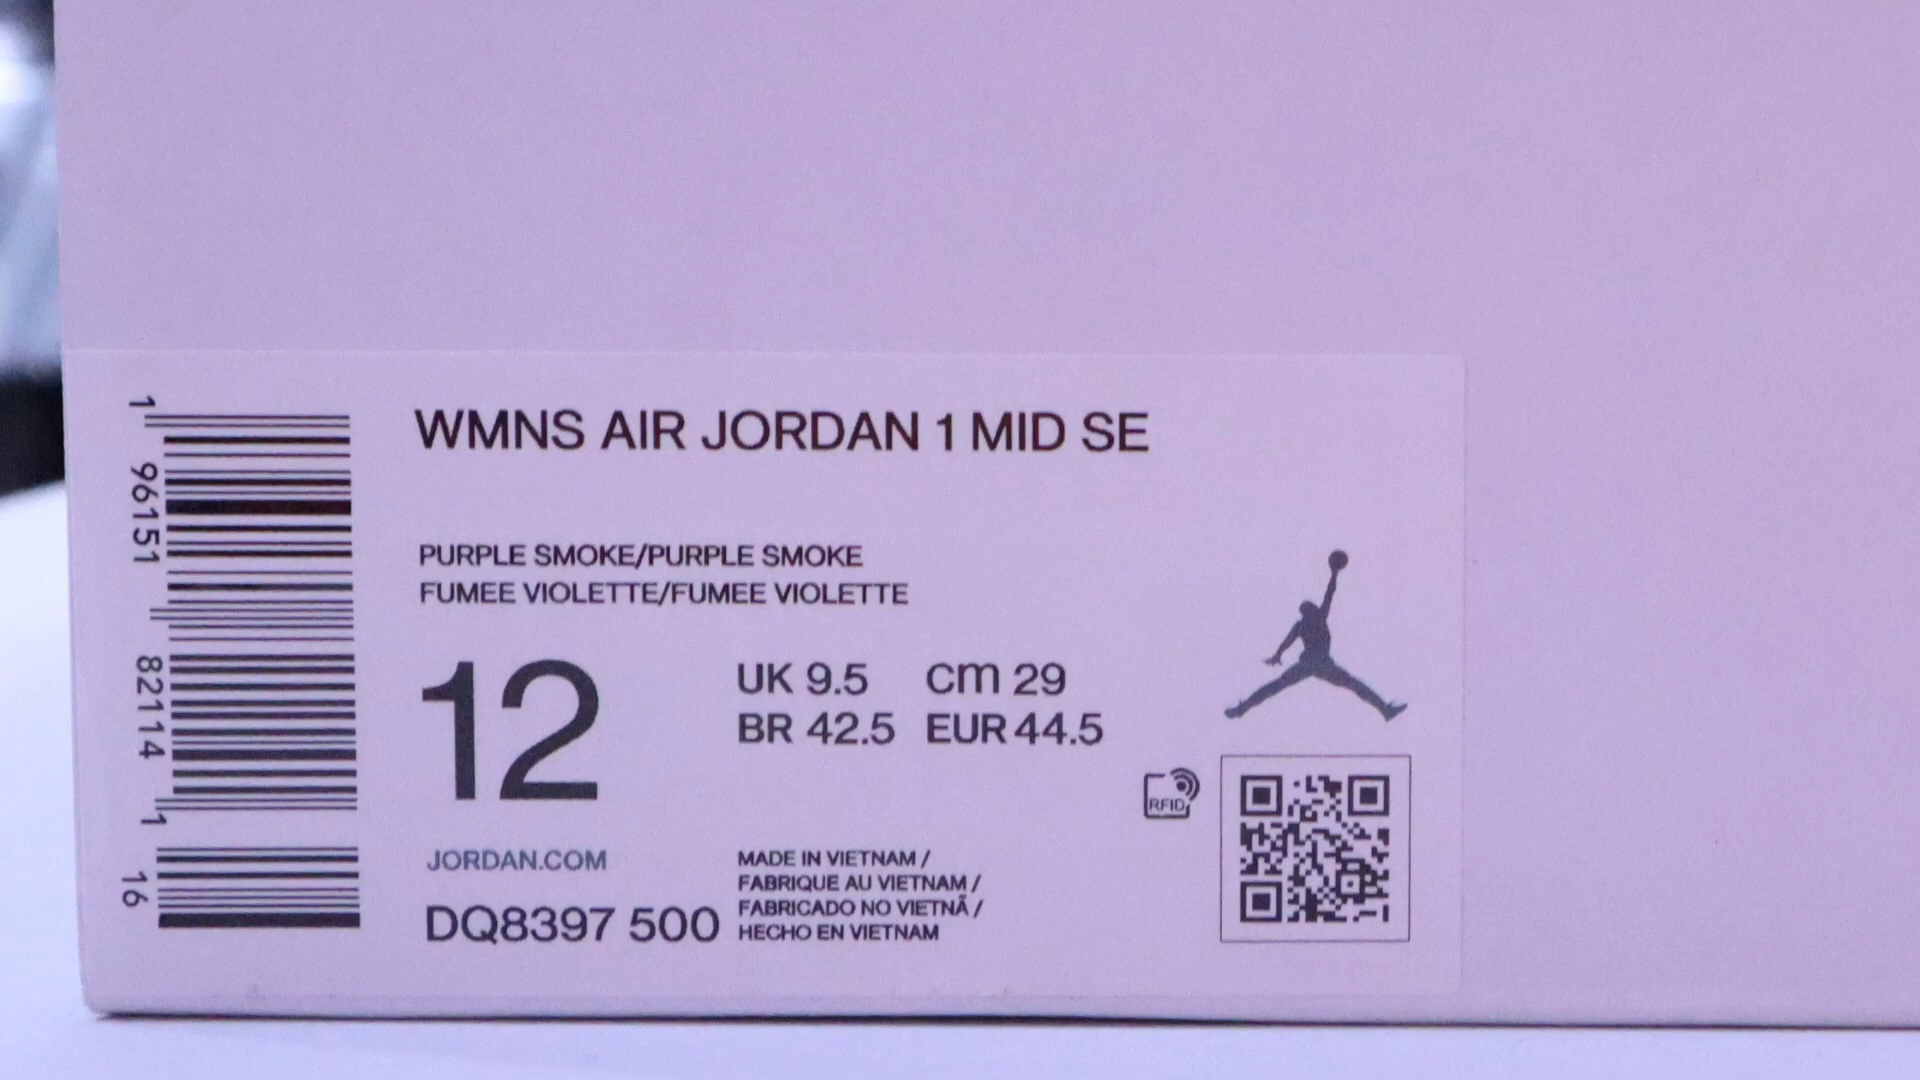 WMNS AIR JORDAN 1 MID SE
PURPLE SMOKE/PURPLE SMOKE
FUMEE VIOLETTE/FUMEE VIOLETTE
12
UK 9.5 cm 29
BR 42.5 EUR 44.5
RFID
JORDAN.COM
DQ8397 500
MADE IN VIETNAM /
FABRIQUE AU VIETNAM /
FABRICADO NO VIETNÃ /
HECHO EN VIETNAM
1 96151 82114 1 16